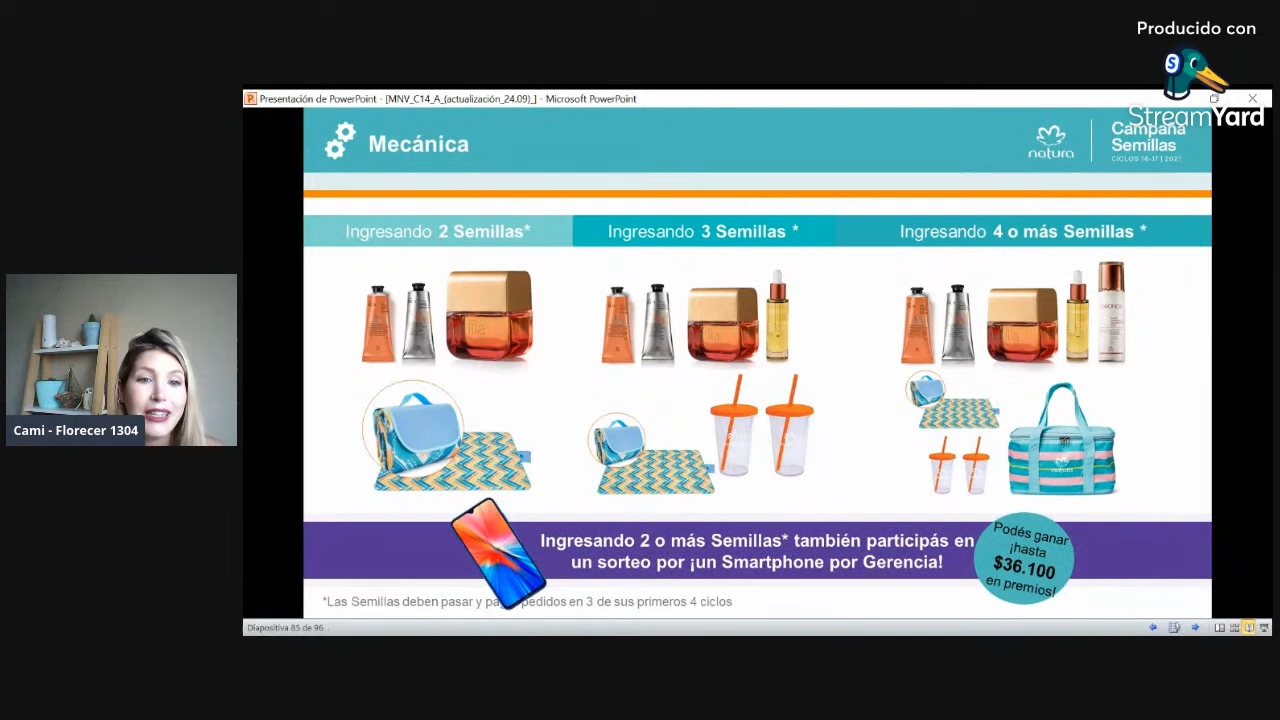 Producido con
StreamYard
Presentación de PowerPoint - [MNV_C14_A_(actualización_24.09)_] - Microsoft PowerPoint
Mecánica
natura
Campaña
Semillas
CICLOS 14-17 | 2021
Ingresando 2 Semillas*
Ingresando 3 Semillas *
Ingresando 4 o más Semillas *
natura
Cami - Florecer 1304
Ingresando 2 o más Semillas* también participás en
un sorteo por ¡un Smartphone por Gerencia!
Podés ganar
¡hasta
$36.100
en premios!
*Las Semillas deben pasar y pedidos en 3 de sus primeros 4 ciclos
Diapositiva 85 de 96